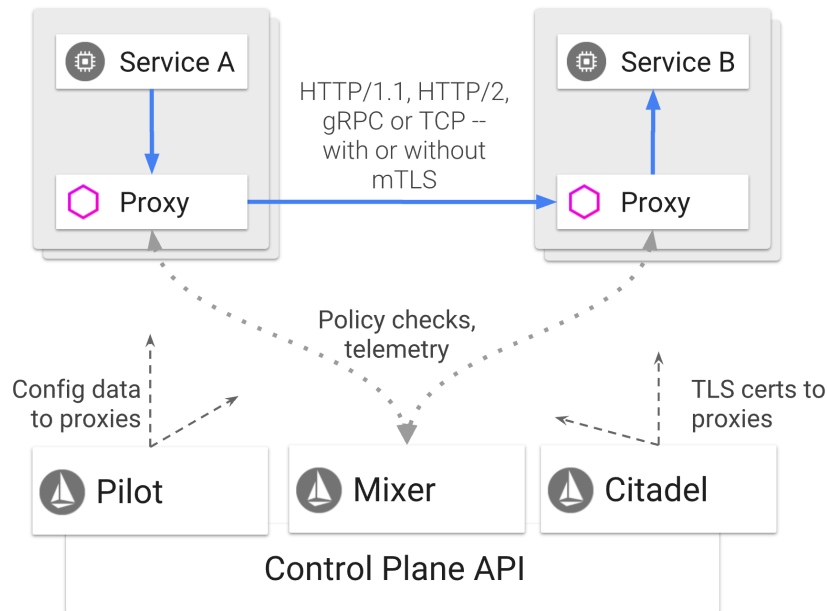 Service A
Service B
HTTP/1.1, HTTP/2,
gRPC or TCP --
with or without
mTLS
Proxy
Proxy
Policy checks,
telemetry
Config data
to proxies
TLS certs to
proxies
Pilot
Mixer
Citadel
Control Plane API